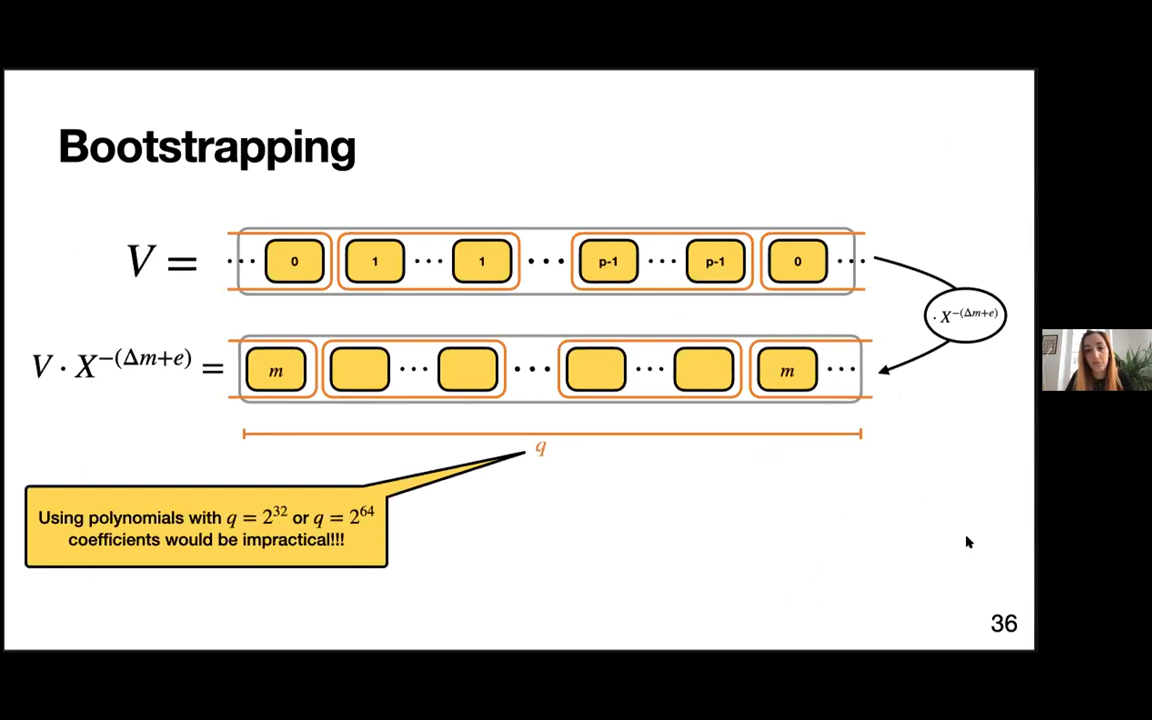 Bootstrapping
V = ··· 0 1 ··· 1 ··· p-1 ··· p-1 0 ···
· X^{−(Δm+e)}
V · X^{−(Δm+e)} = m ··· ··· ··· m ···
q
Using polynomials with q = 2^{32} or q = 2^{64}
coefficients would be impractical!!!
36